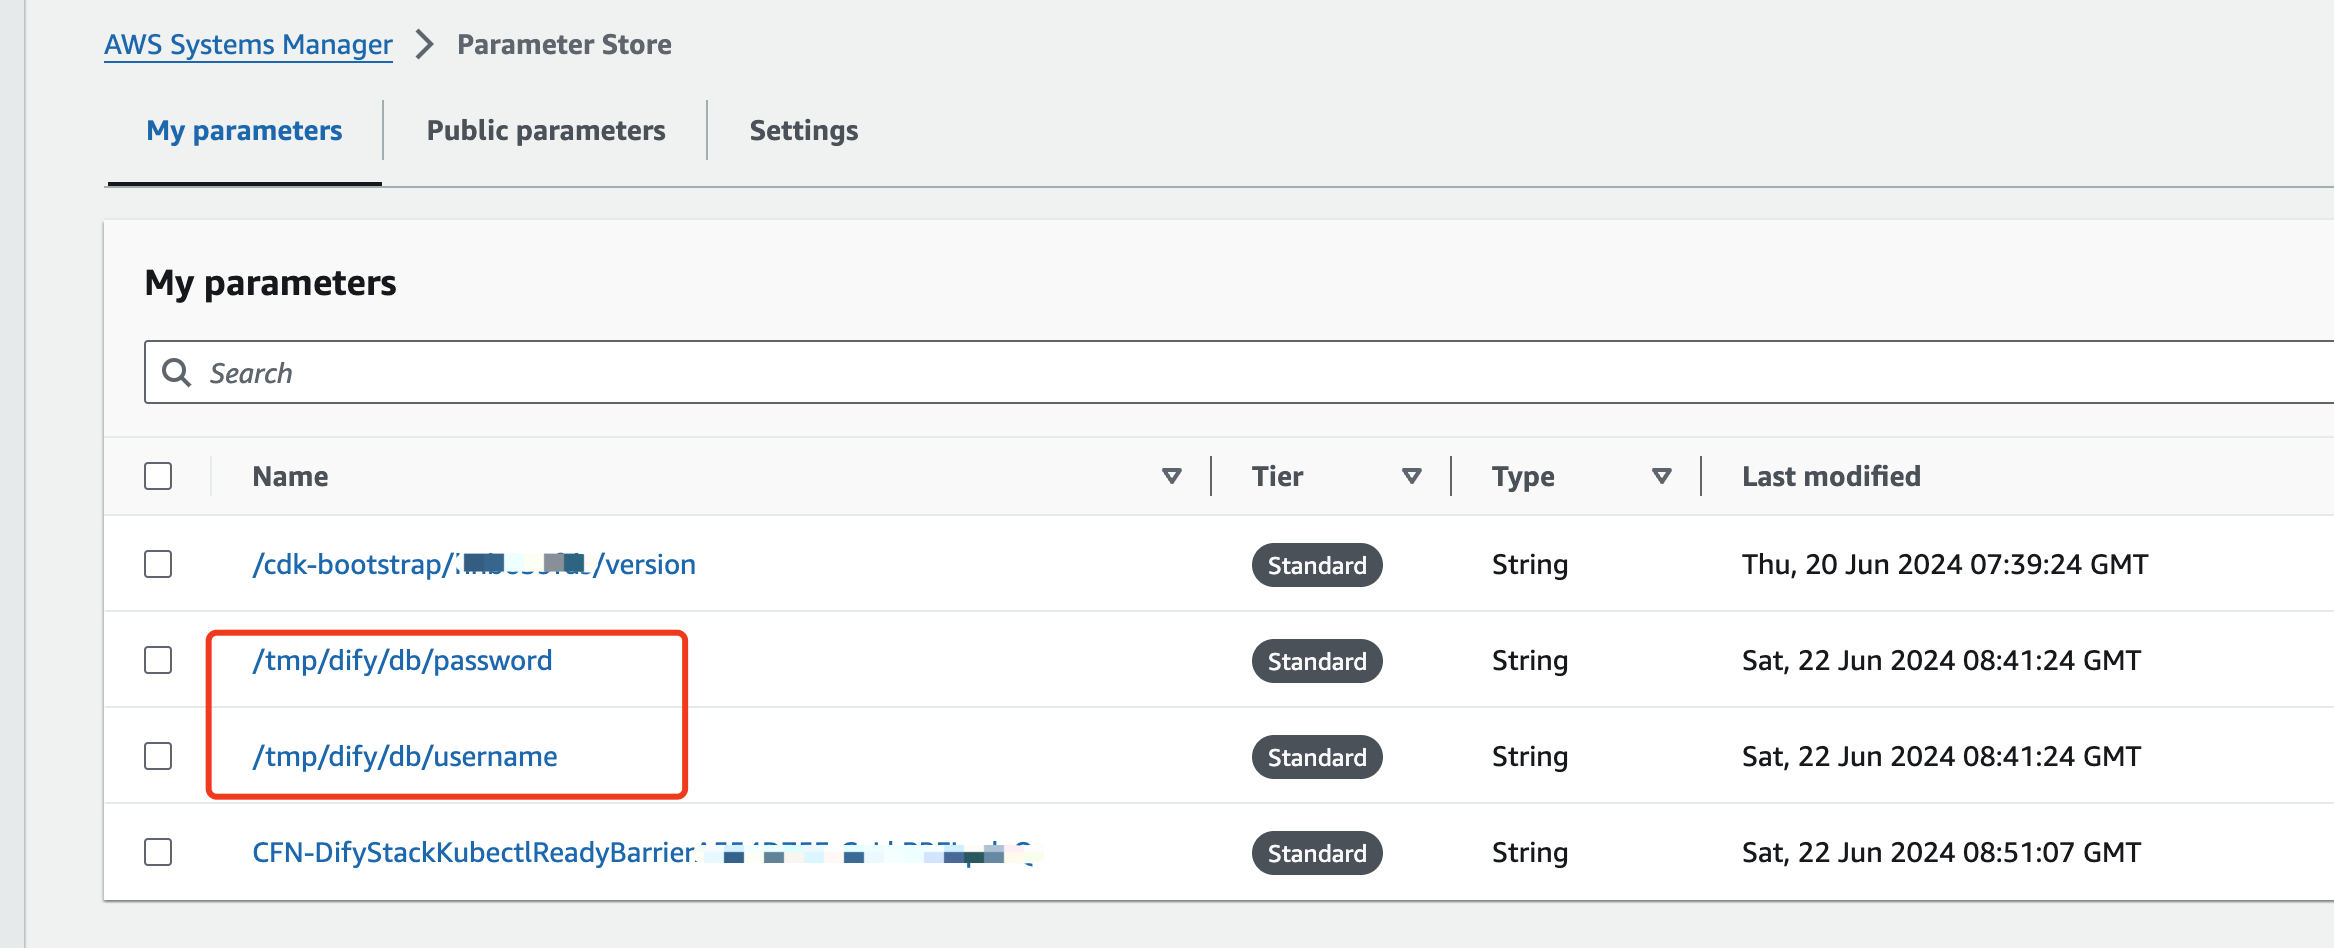 AWS Systems Manager > Parameter Store
My parameters Public parameters Settings
My parameters
Search
Name Tier Type Last modified
/cdk-bootstrap/ /version Standard String Thu, 20 Jun 2024 07:39:24 GMT
/tmp/dify/db/password Standard String Sat, 22 Jun 2024 08:41:24 GMT
/tmp/dify/db/username Standard String Sat, 22 Jun 2024 08:41:24 GMT
CFN-DifyStackKubectlReadyBarrier Standard String Sat, 22 Jun 2024 08:51:07 GMT